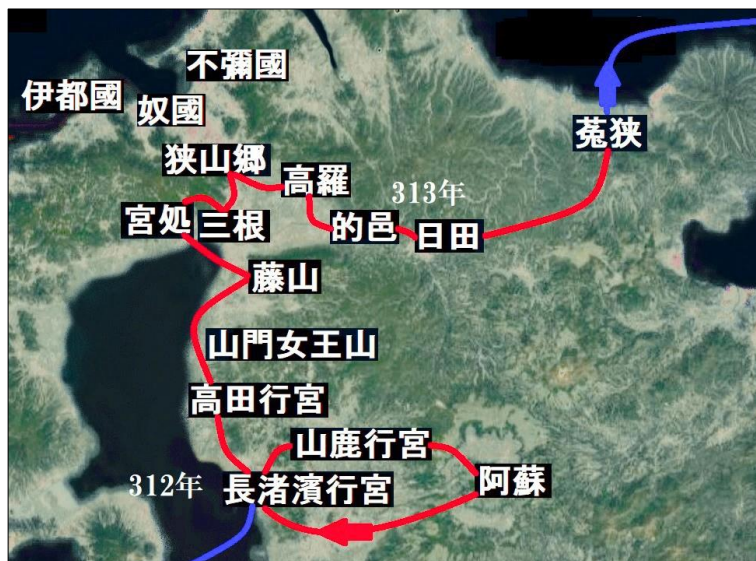 不彌國
伊都國
奴國
菟狭
狭山郷
高羅
313年
宮処
三根
的邑
日田
藤山
山門女王山
高田行宮
山鹿行宮
312年
長渚濱行宮
阿蘇